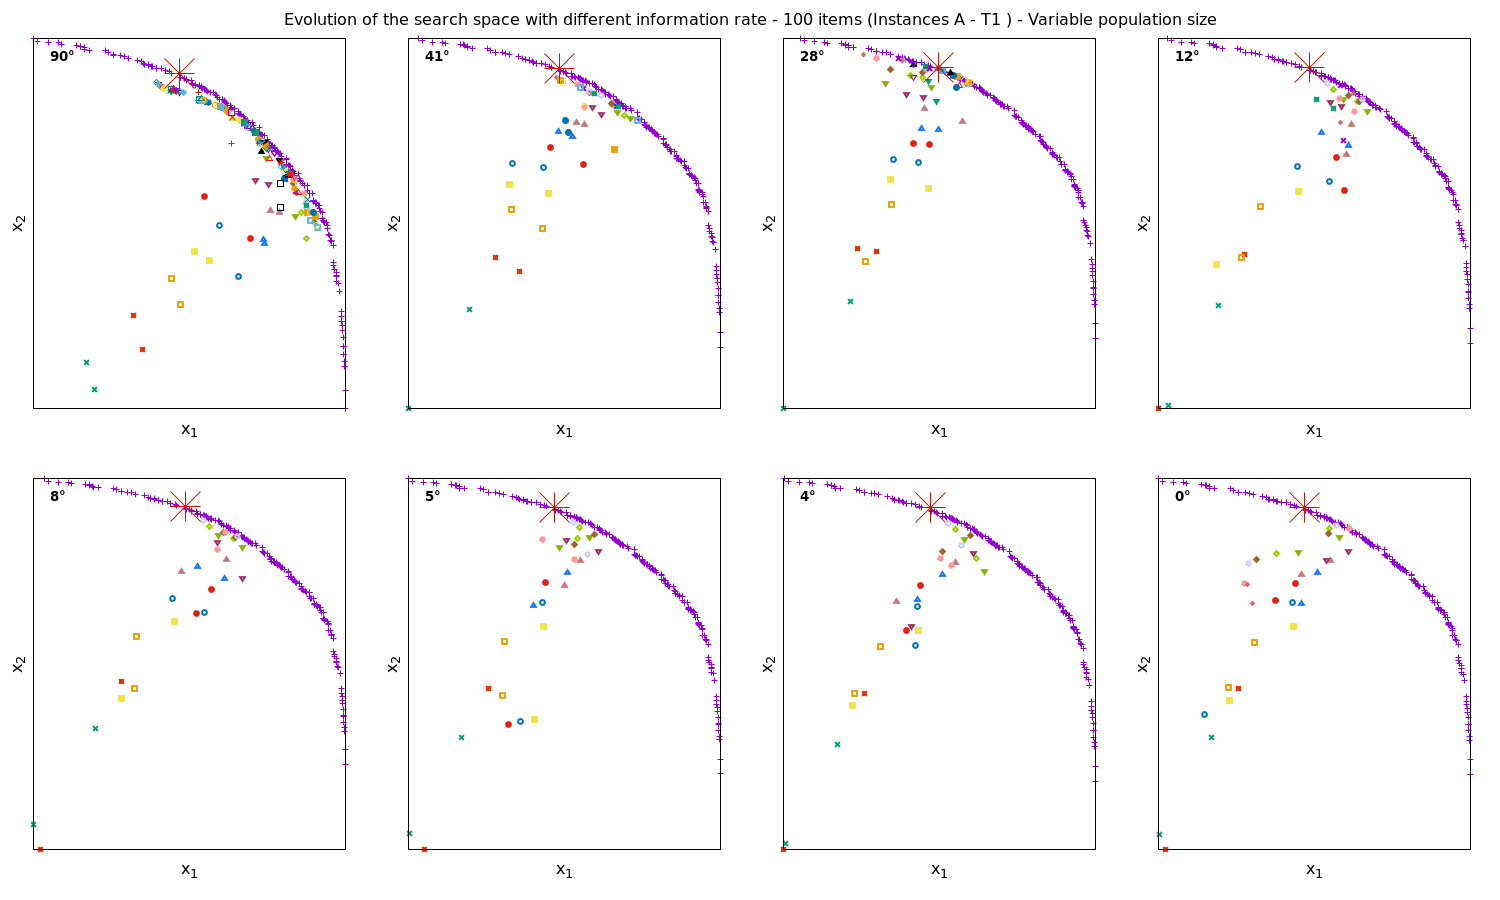 Evolution of the search space with different information rate - 100 items (Instances A - T1 ) - Variable population size
90°
41°
28°
12°
x2
x2
x2
x2
x1
x1
x1
x1
8°
5°
4°
0°
x2
x2
x2
x2
x1
x1
x1
x1